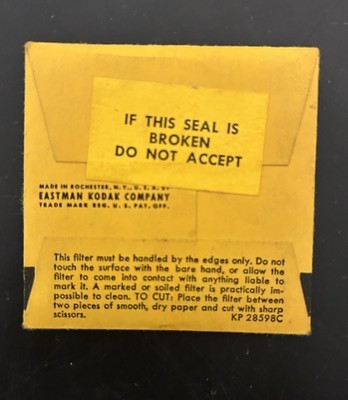 IF THIS SEAL IS
BROKEN
DO NOT ACCEPT
MADE IN ROCHESTER, N. Y., U. S. A. BY
EASTMAN KODAK COMPANY
TRADE MARK REG. U. S. PAT. OFF.
This filter must be handled by the edges only. Do not
touch the surface with the bare hand, or allow the
filter to come into contact with anything liable to
mark it. A marked or soiled filter is practically im-
possible to clean. TO CUT: Place the filter between
two pieces of smooth, dry paper and cut with sharp
scissors. KP 28598C